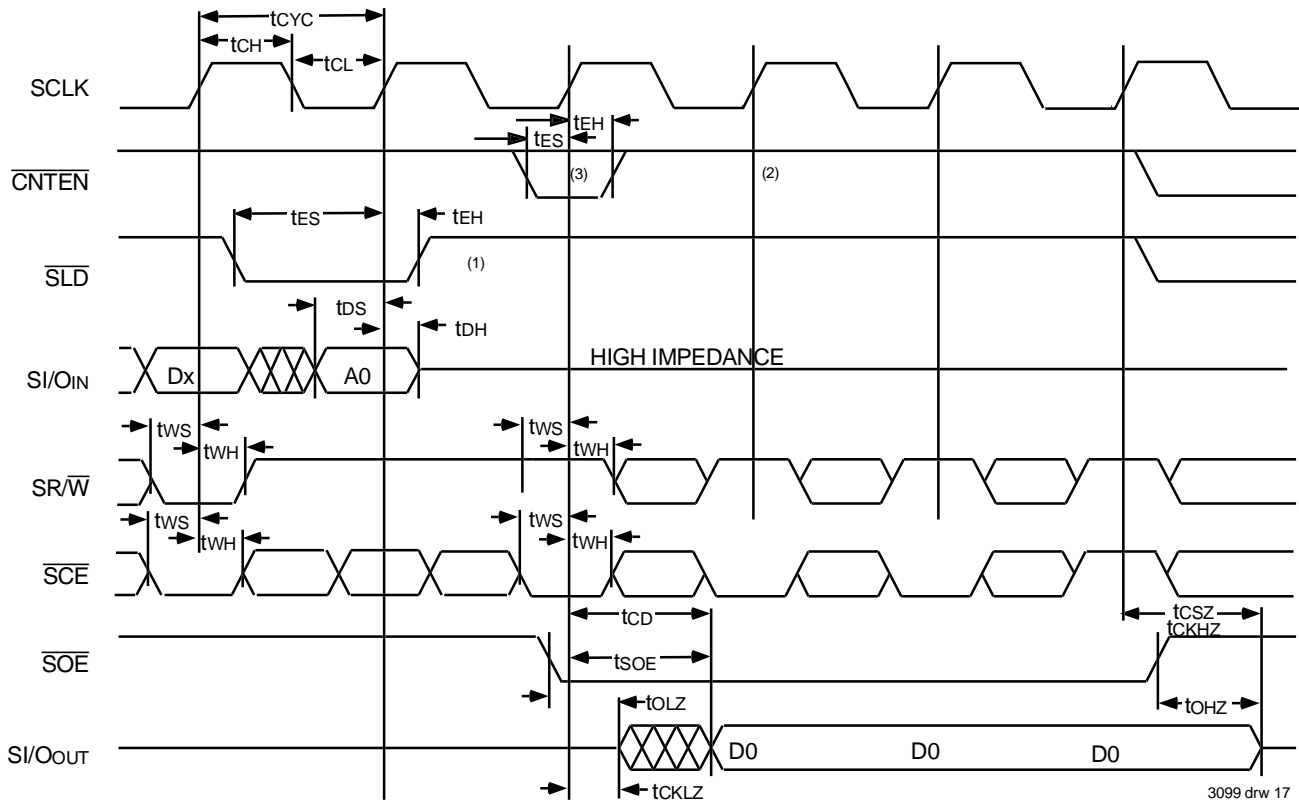 tCYC
tCH
tCL
SCLK
tEH
tES
CNTEN
(3)
(2)
tES
tEH
SLD
(1)
tDS
tDH
HIGH IMPEDANCE
SI/OIN
Dx
A0
tWS
tWS
tWH
tWH
SR/W
tWS
tWS
tWH
tWH
SCE
tCD
tCSZ
tCKHZ
SOE
tSOE
tOLZ
tOHZ
SI/OOUT
D0
D0
D0
tCKLZ
3099 drw 17